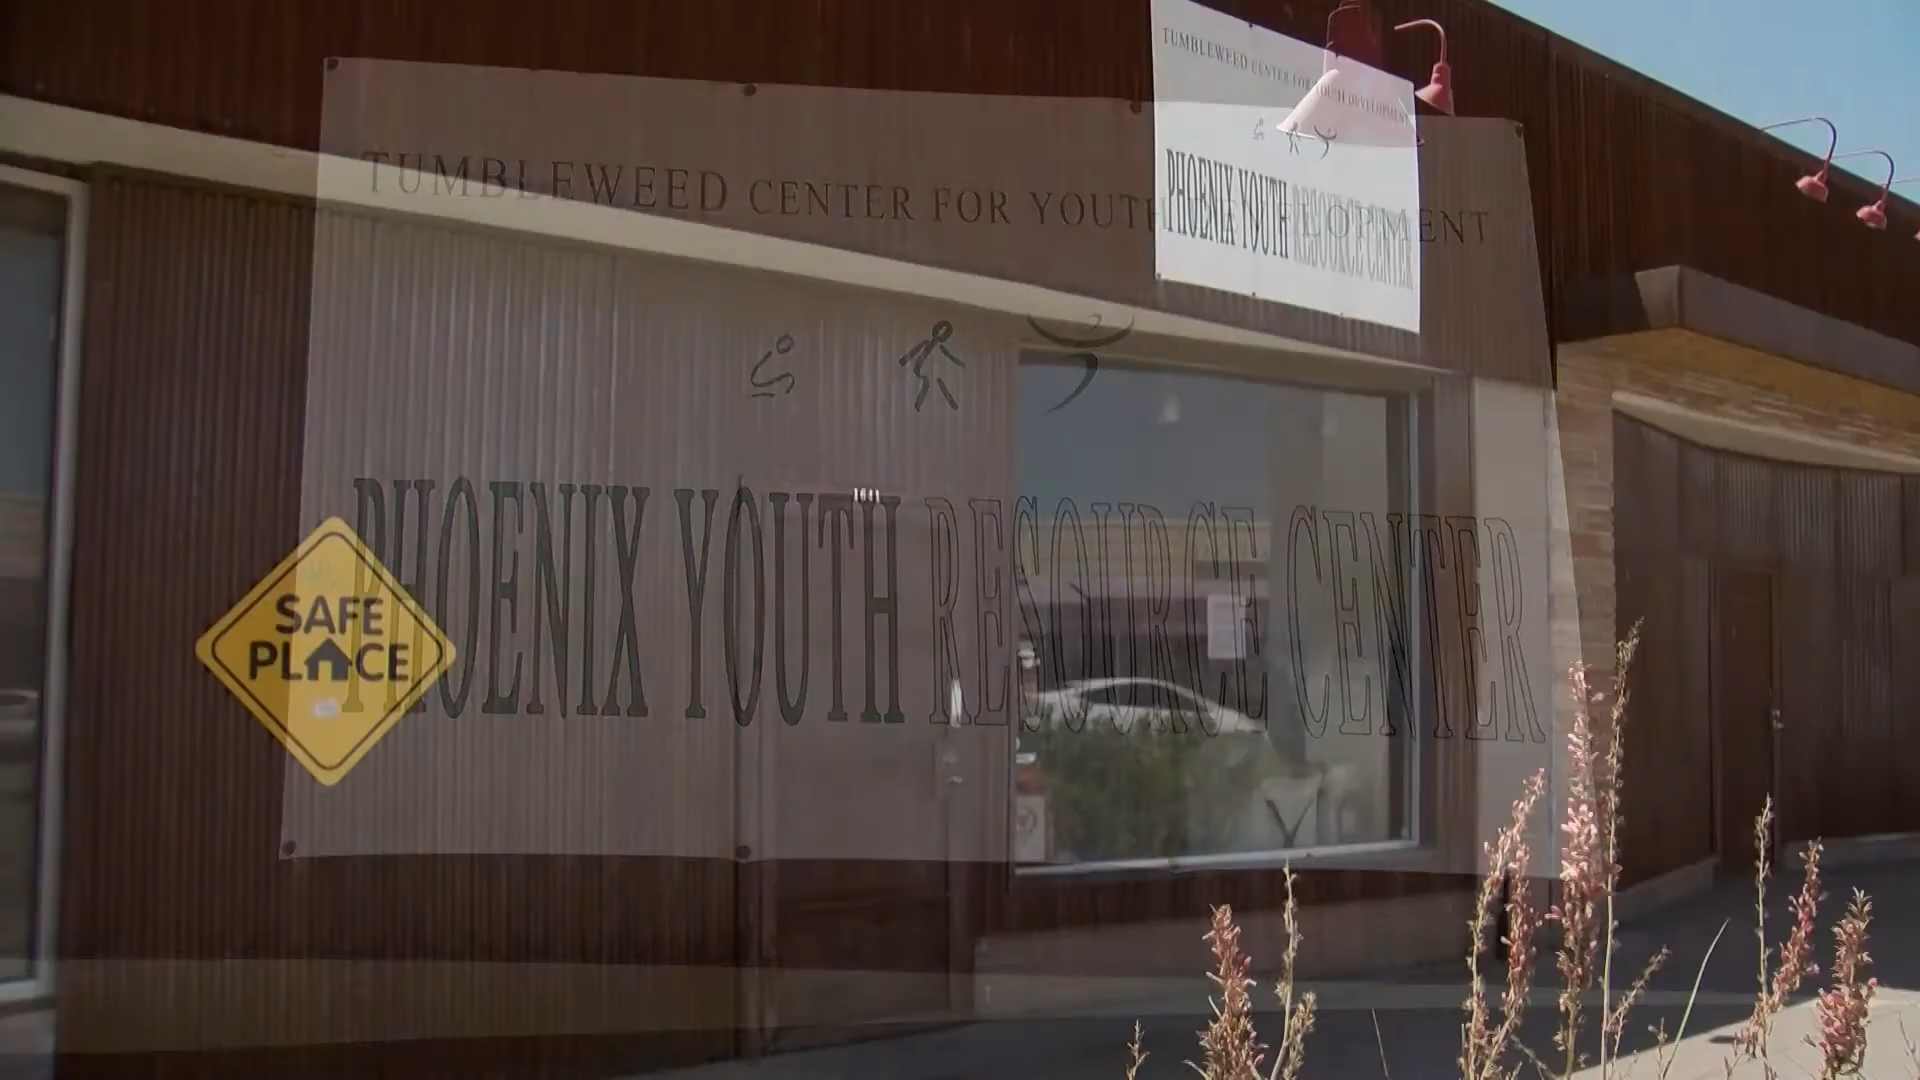 TUMBLEWEED CENTER FOR YOUTH DEVELOPMENT
PHOENIX YOUTH RESOURCE CENTER
TUMBLEWEED CENTER FOR YOUTH DEVELOPMENT
PHOENIX YOUTH RESOURCE CENTER
1601
SAFE
PLACE